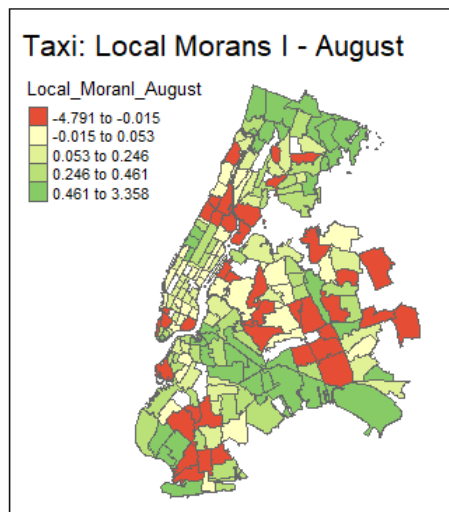 Taxi: Local Morans I - August
Local_MoranI_August
-4.791 to -0.015
-0.015 to 0.053
0.053 to 0.246
0.246 to 0.461
0.461 to 3.358